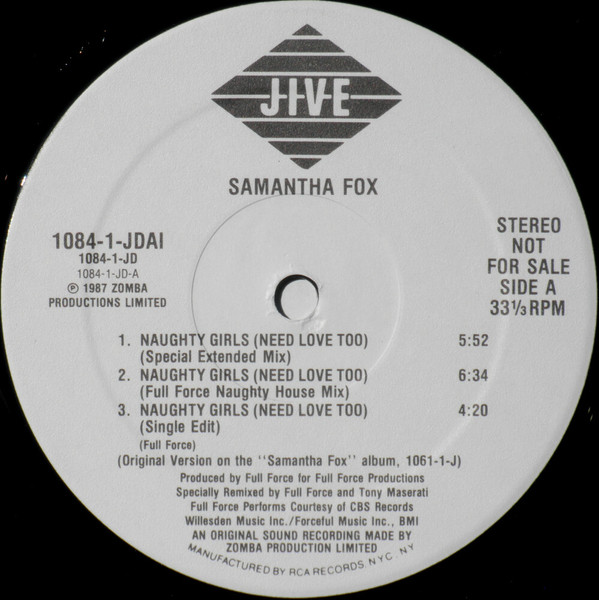 JIVE
SAMANTHA FOX
1084-1-JDAI
1084-1-JD
1084-1-JD-A
Ⓟ 1987 ZOMBA
PRODUCTIONS LIMITED
STEREO
NOT
FOR SALE
SIDE A
33⅓ RPM
1. NAUGHTY GIRLS (NEED LOVE TOO) 5:52
(Special Extended Mix)
2. NAUGHTY GIRLS (NEED LOVE TOO) 6:34
(Full Force Naughty House Mix)
3. NAUGHTY GIRLS (NEED LOVE TOO) 4:20
(Single Edit)
(Full Force)
(Original Version on the "Samantha Fox" album, 1061-1-J)
Produced by Full Force for Full Force Productions
Specially Remixed by Full Force and Tony Maserati
Full Force Performs Courtesy of CBS Records
Willesden Music Inc./Forceful Music Inc., BMI
AN ORIGINAL SOUND RECORDING MADE BY
ZOMBA PRODUCTION LIMITED
MANUFACTURED BY RCA RECORDS, NYC, NY